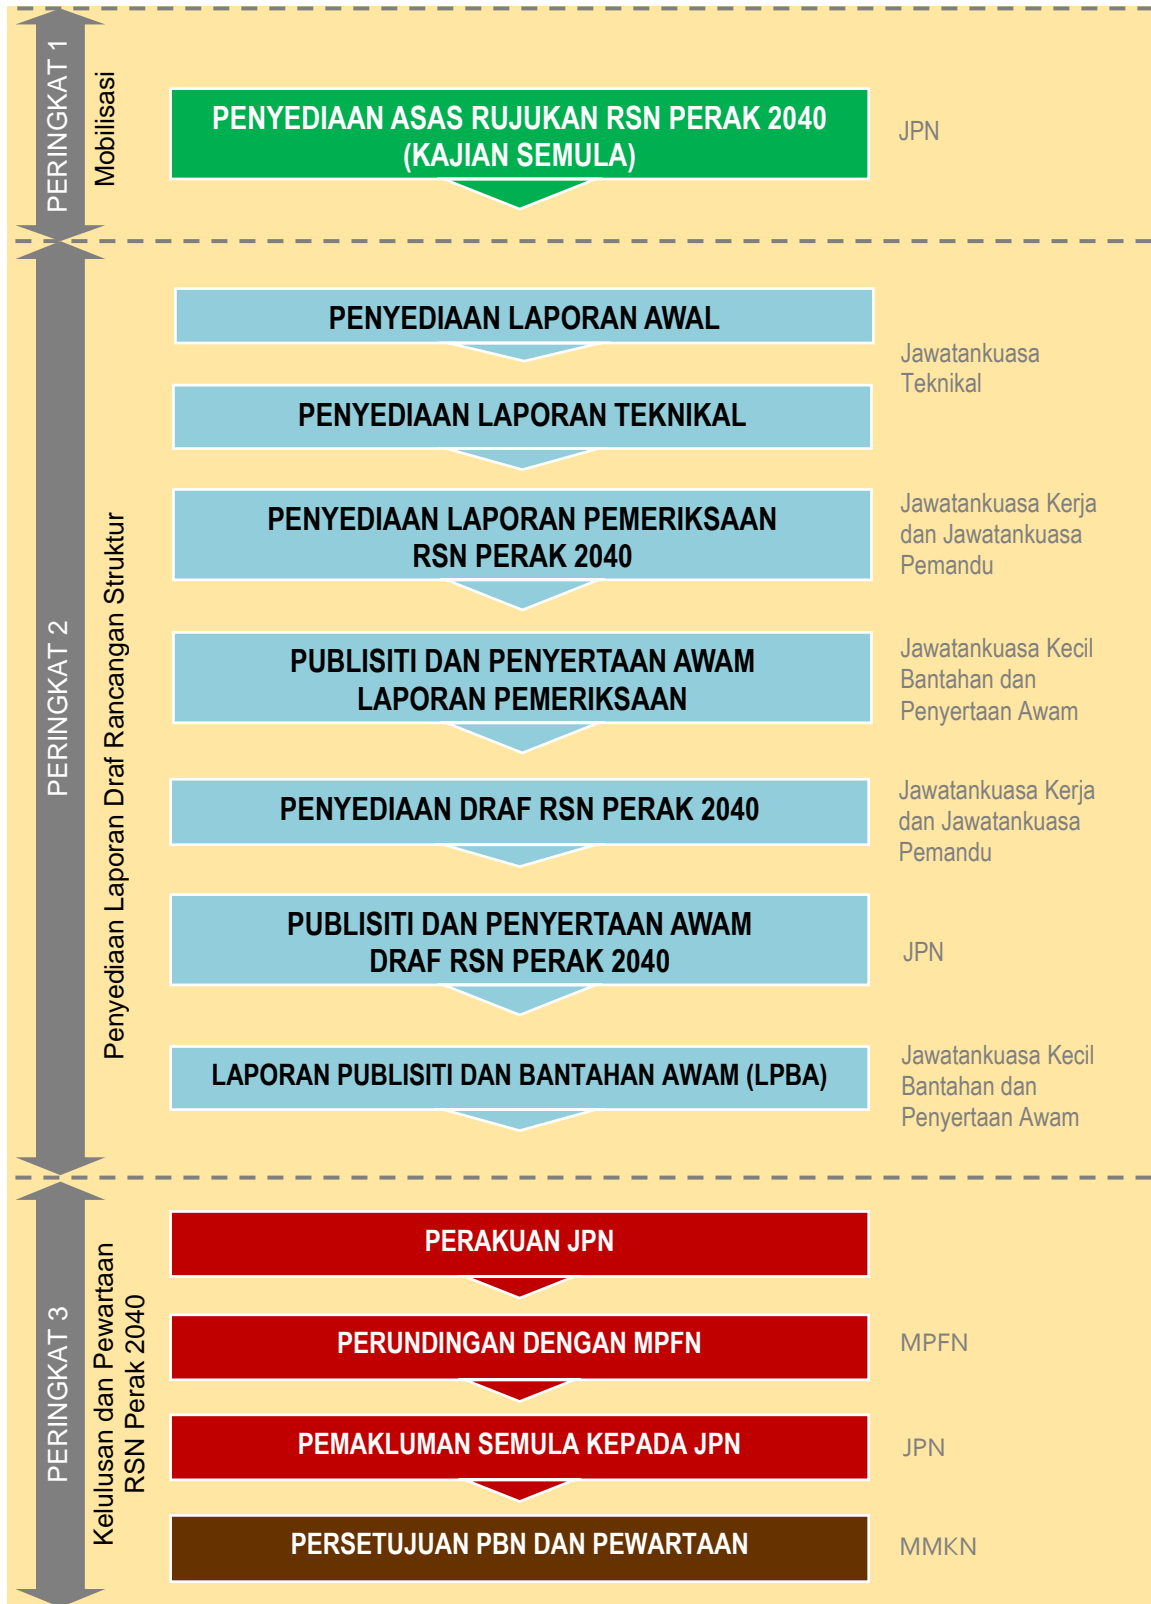 PERINGKAT 1
Mobilisasi
PENYEDIAAN ASAS RUJUKAN RSN PERAK 2040
(KAJIAN SEMULA)
JPN
PERINGKAT 2
Penyediaan Laporan Draf Rancangan Struktur
PENYEDIAAN LAPORAN AWAL
PENYEDIAAN LAPORAN TEKNIKAL
Jawatankuasa
Teknikal
PENYEDIAAN LAPORAN PEMERIKSAAN
RSN PERAK 2040
Jawatankuasa Kerja
dan Jawatankuasa
Pemandu
PUBLISITI DAN PENYERTAAN AWAM
LAPORAN PEMERIKSAAN
Jawatankuasa Kecil
Bantahan dan
Penyertaan Awam
PENYEDIAAN DRAF RSN PERAK 2040
Jawatankuasa Kerja
dan Jawatankuasa
Pemandu
PUBLISITI DAN PENYERTAAN AWAM
DRAF RSN PERAK 2040
JPN
LAPORAN PUBLISITI DAN BANTAHAN AWAM (LPBA)
Jawatankuasa Kecil
Bantahan dan
Penyertaan Awam
PERINGKAT 3
Kelulusan dan Pewartaan
RSN Perak 2040
PERAKUAN JPN
PERUNDINGAN DENGAN MPFN
MPFN
PEMAKLUMAN SEMULA KEPADA JPN
JPN
PERSETUJUAN PBN DAN PEWARTAAN
MMKN